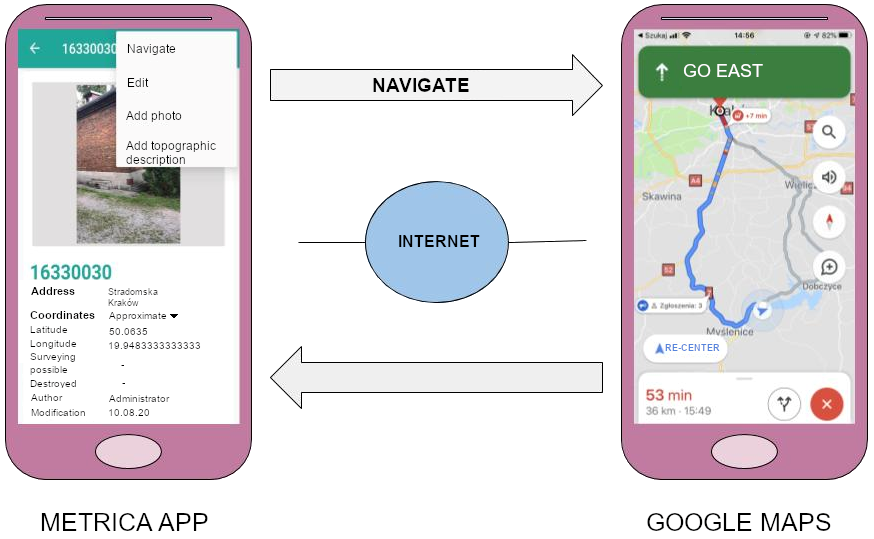 16330030
Navigate
Edit
Add photo
Add topographic
description
16330030
Address Stradomska
Kraków
Coordinates Approximate
Latitude 50.0635
Longitude 19.9483333333333
Surveying
possible -
Destroyed -
Author Administrator
Modification 10.08.20
METRICA APP
NAVIGATE
INTERNET
Szukaj 14:56 82%
GO EAST
+7 min
Skawina
A4
52
Dobczyce
Zgłoszenia: 3
Myślenice
RE-CENTER
53 min
36 km · 15:49
GOOGLE MAPS